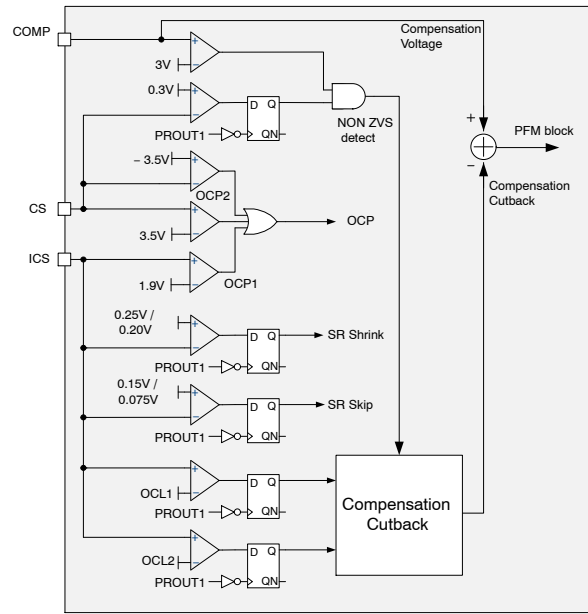 COMP
Compensation
Voltage
+
−
3V
0.3V
+
−
D Q
QN
PROUT1
NON ZVS
detect
+
−
PFM block
Compensation
Cutback
− 3.5V
+
−
OCP2
CS
+
−
3.5V
OCP
ICS
+
−
1.9V
OCP1
0.25V /
0.20V
+
−
D Q
QN
SR Shrink
PROUT1
0.15V /
0.075V
+
−
D Q
QN
SR Skip
PROUT1
+
−
OCL1
D Q
QN
PROUT1
Compensation
Cutback
+
−
OCL2
D Q
QN
PROUT1